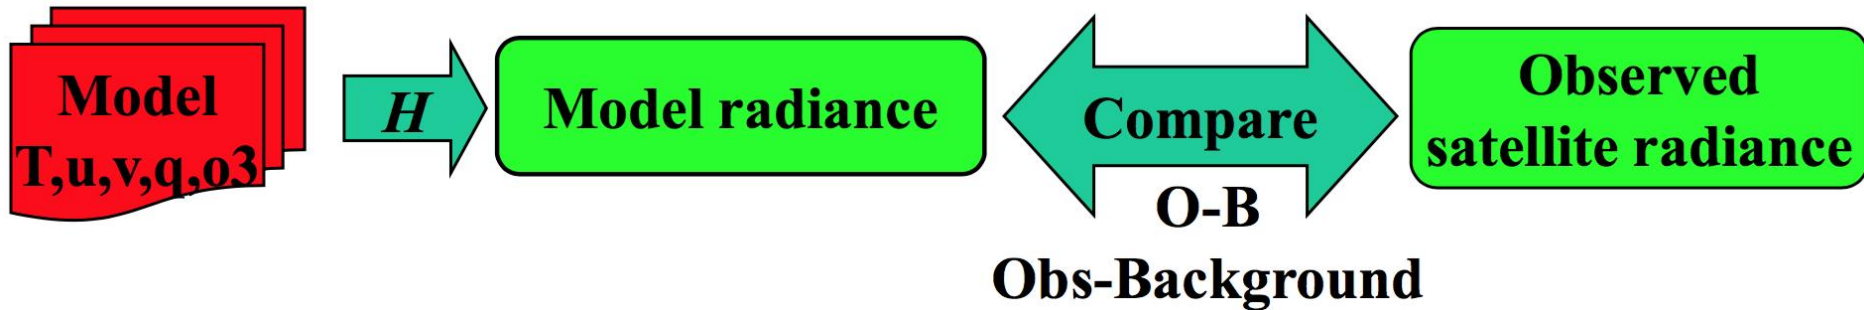 Model
T,u,v,q,o3
H
Model radiance
Compare
O-B
Obs-Background
Observed
satellite radiance